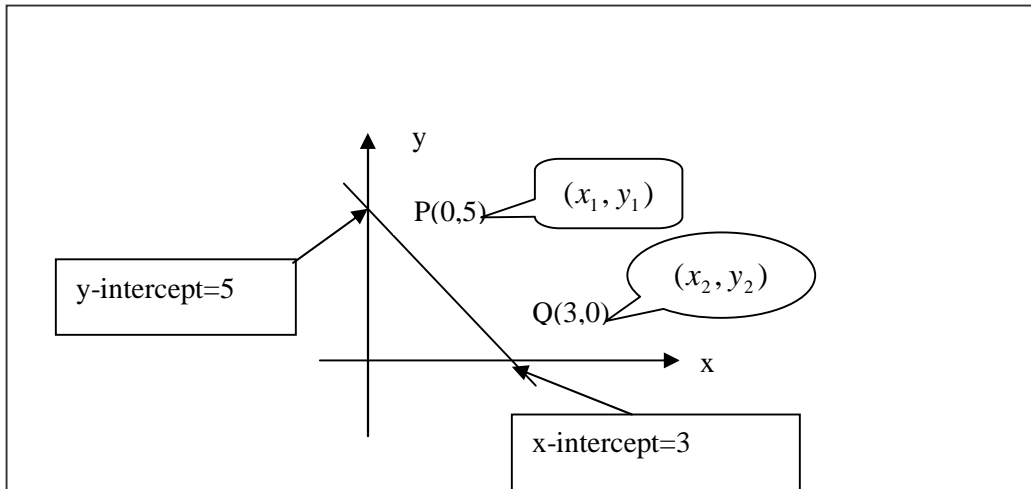 y
P(0,5)
(x₁, y₁)
y-intercept=5
(x₂, y₂)
Q(3,0)
x
x-intercept=3